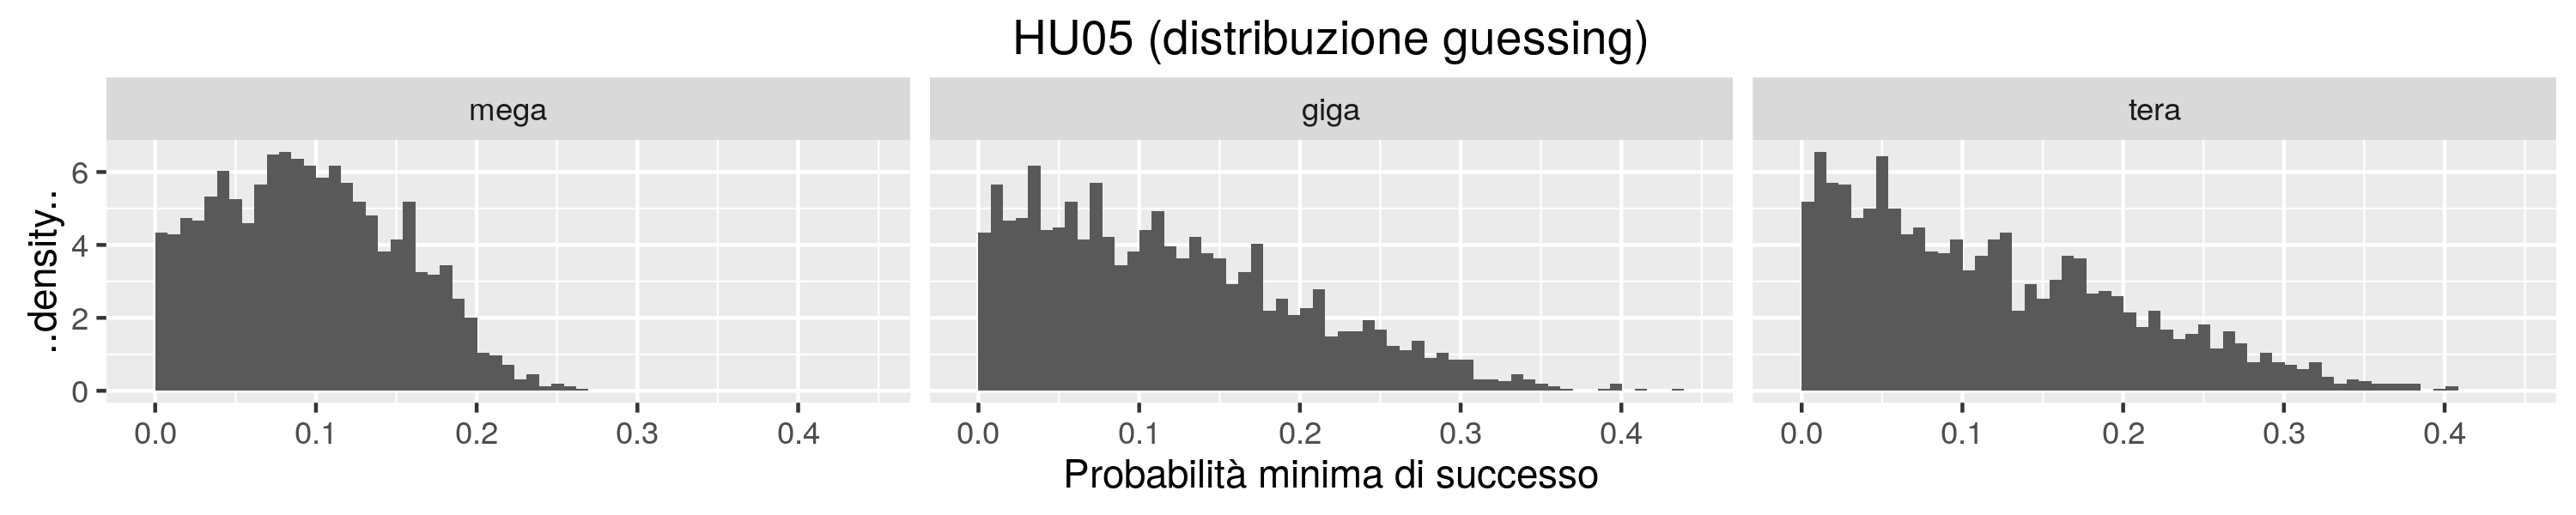 HU05 (distribuzione guessing)
mega giga tera
..density..
6
4
2
0
0.0 0.1 0.2 0.3 0.4 0.0 0.1 0.2 0.3 0.4 0.0 0.1 0.2 0.3 0.4
Probabilità minima di successo